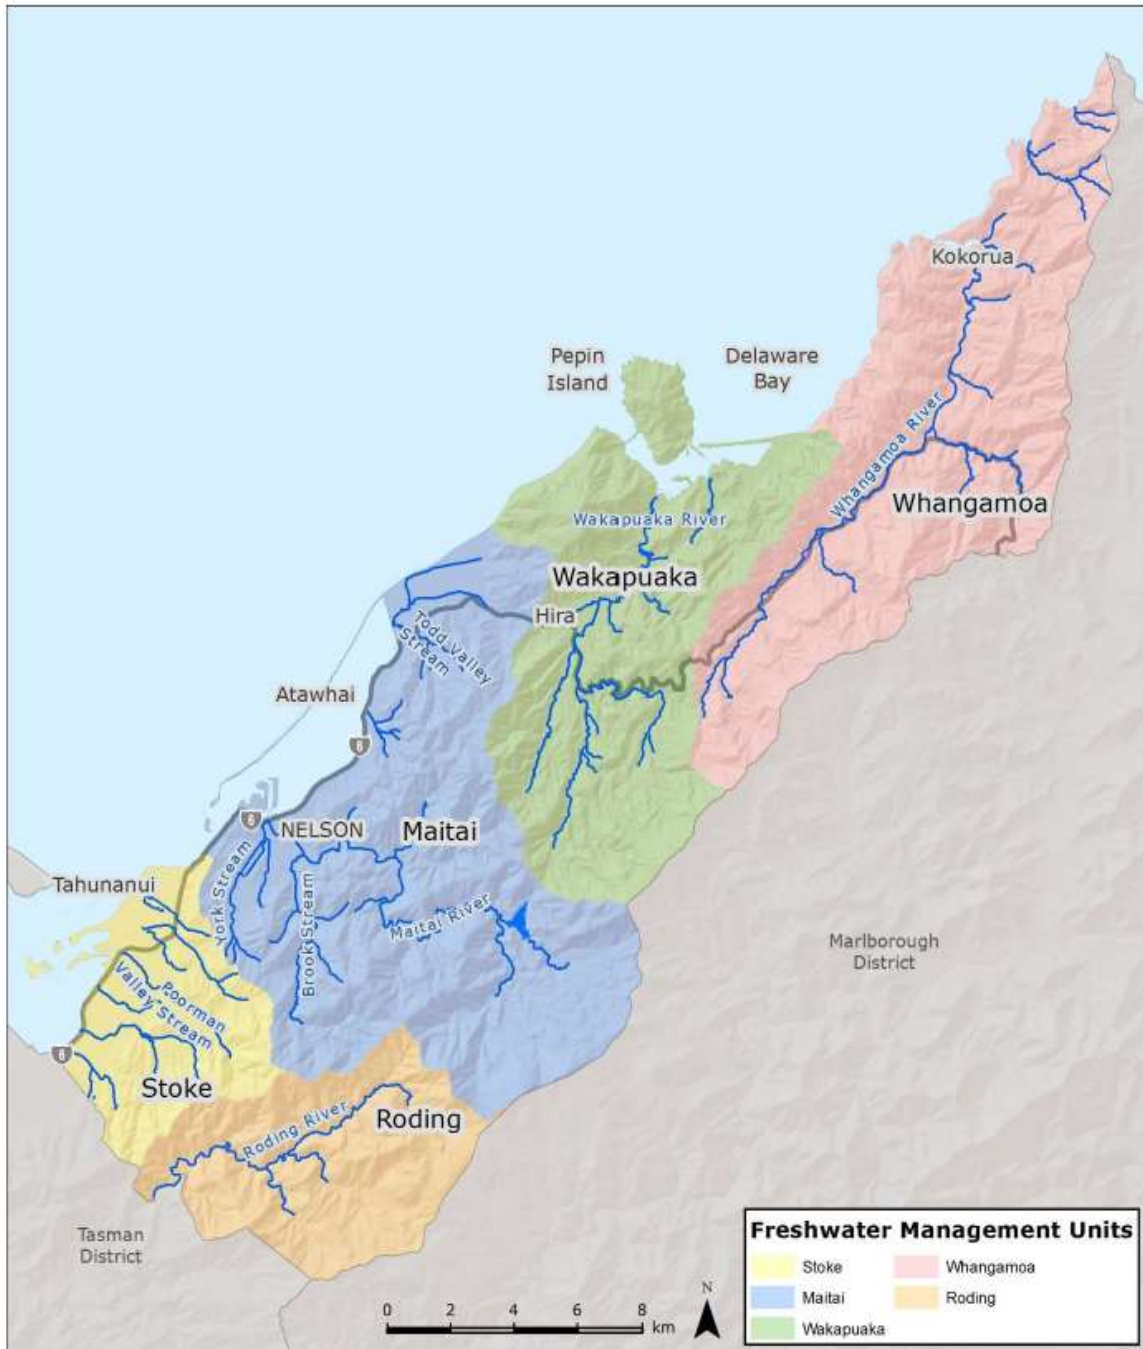 Kokorua
Pepin
Island
Delaware
Bay
Whangamoa River
Whangamoa
Wakapuaka River
Wakapuaka
Hira
Todd Valley
Stream
Atawhai
6
6
NELSON
Maitai
York Stream
Brook Stream
Maitai River
Tahunanui
Marlborough
District
Poorman
Valley Stream
6
Stoke
Roding River
Roding
Tasman
District
Freshwater Management Units
Stoke
Whangamoa
Maitai
Roding
Wakapuaka
0 2 4 6 8
km
N